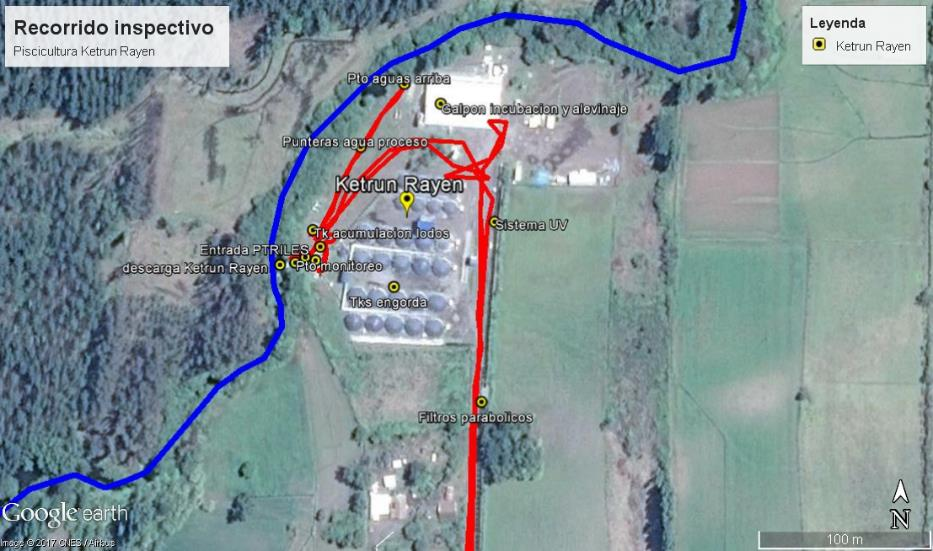 Recorrido inspectivo
Piscicultura Ketrun Rayen
Leyenda
Ketrun Rayen
Pto aguas arriba
Galpon incubacion y alevinaje
Punteras agua proceso
Ketrun Rayen
Sistema UV
Tk acumulacion lodos
Entrada PTRILES
descarga Ketrun Rayen
Pto monitoreo
Tks engorda
Filtros parabolicos
Google earth
Image © 2017 CNES / Airbus
N
100 m